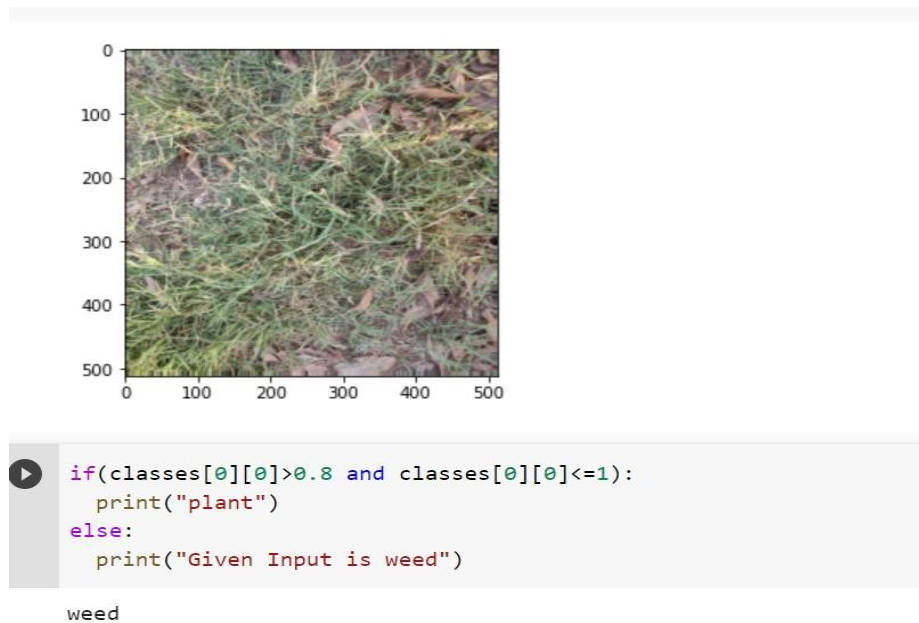 0
100
200
300
400
500
0 100 200 300 400 500
if(classes[0][0]>0.8 and classes[0][0]<=1):
  print("plant")
else:
  print("Given Input is weed")
weed